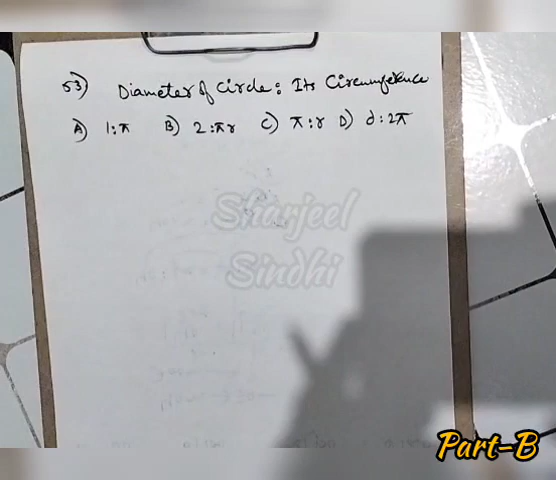 53) Diameter of circle : Its Circumference
A) 1:π B) 2:πr C) π:r D) d:2π
Sharjeel
Sindhi
Part-B